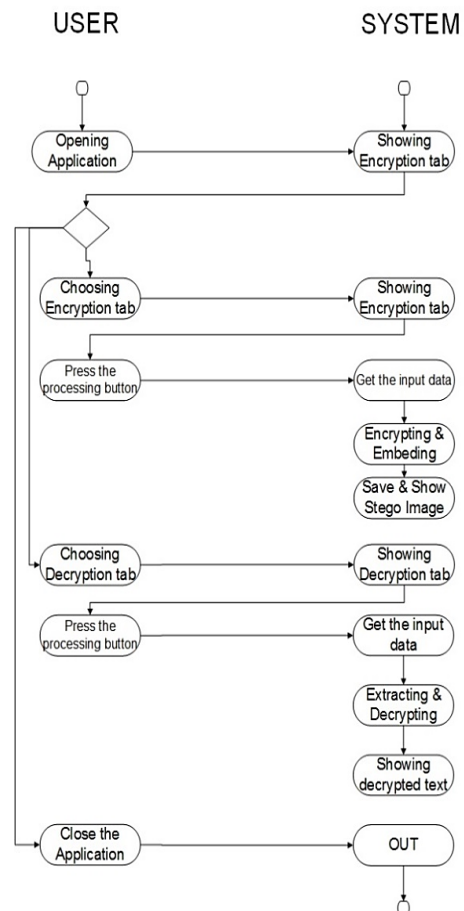 USER
SYSTEM
Opening
Application
Showing
Encryption tab
Choosing
Encryption tab
Showing
Encryption tab
Press the
processing button
Get the input data
Encrypting &
Embeding
Save & Show
Stego Image
Choosing
Decryption tab
Showing
Decryption tab
Press the
processing button
Get the input
data
Extracting &
Decrypting
Showing
decrypted text
Close the
Application
OUT